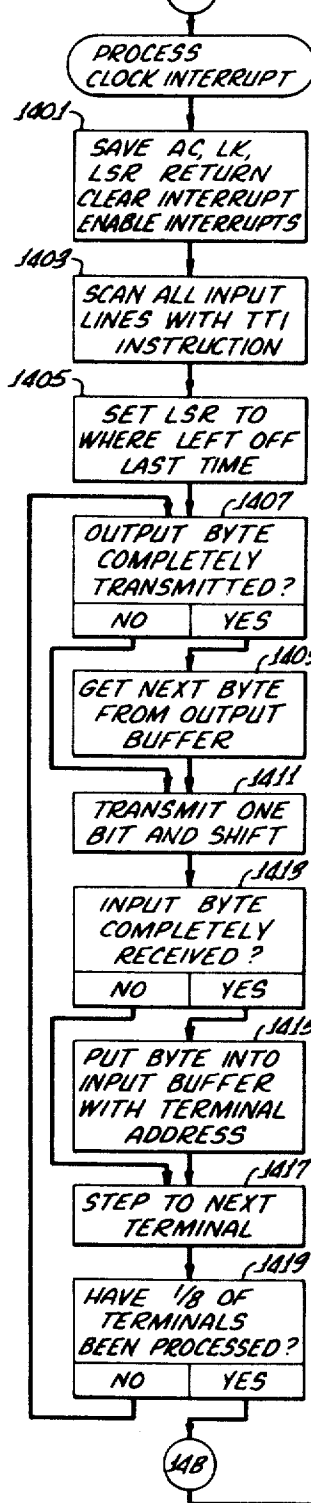 PROCESS
CLOCK INTERRUPT
1401
SAVE AC, LK,
LSR RETURN
CLEAR INTERRUPT
ENABLE INTERRUPTS
1403
SCAN ALL INPUT
LINES WITH TTI
INSTRUCTION
1405
SET LSR TO
WHERE LEFT OFF
LAST TIME
1407
OUTPUT BYTE
COMPLETELY
TRANSMITTED?
NO YES
1409
GET NEXT BYTE
FROM OUTPUT
BUFFER
1411
TRANSMIT ONE
BIT AND SHIFT
1413
INPUT BYTE
COMPLETELY
RECEIVED?
NO YES
1415
PUT BYTE INTO
INPUT BUFFER
WITH TERMINAL
ADDRESS
1417
STEP TO NEXT
TERMINAL
1419
HAVE 1/8 OF
TERMINALS
BEEN PROCESSED?
NO YES
14B